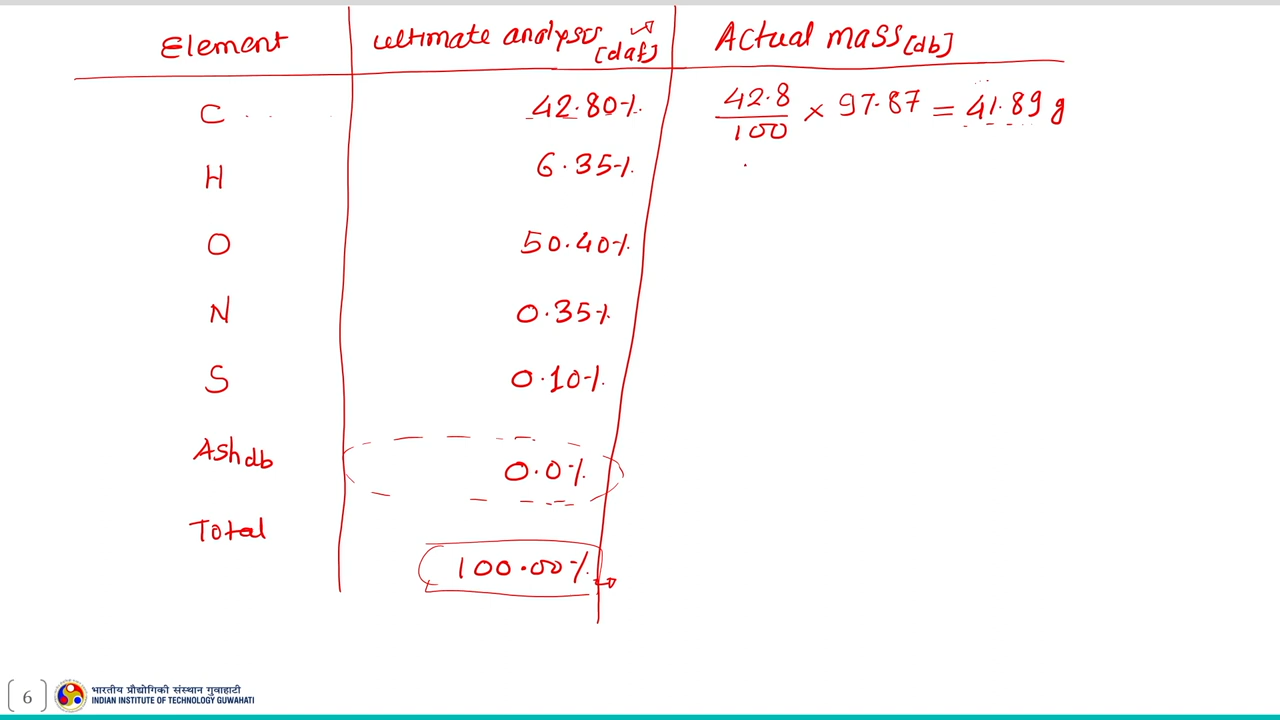 Element ultimate analysis [daf] Actual mass [db]
C 42.80% 42.8/100 × 97.87 = 41.89 g
H 6.35%
O 50.40%
N 0.35%
S 0.10%
Ash db 0.0%
Total 100.00%
6 भारतीय प्रौद्योगिकी संस्थान गुवाहाटी
INDIAN INSTITUTE OF TECHNOLOGY GUWAHATI